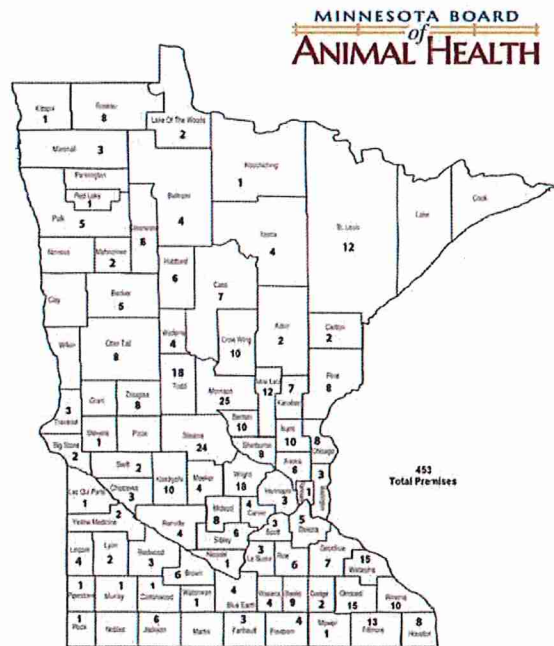 MINNESOTA BOARD
of
ANIMAL HEALTH
Kittson
1
Roseau
8
Lake Of The Woods
2
Marshall
3
Koochiching
1
Pennington
Red Lake
1
Beltrami
4
Polk
5
Clearwater
6
Itasca
4
St. Louis
12
Lake
Cook
Norman
Mahnomen
2
Hubbard
6
Cass
7
Clay
Becker
5
Wadena
4
Crow Wing
10
Aitkin
2
Carlton
2
Wilkin
Otter Tail
8
18
Todd
Mille Lacs
12
7
Kanabec
Pine
8
Grant
Douglas
8
Morrison
25
3
Traverse
Benton
10
Isanti
10
8
Chisago
Big Stone
2
Stevens
1
Pope
Stearns
24
Sherburne
8
Anoka
6
3
Washington
453
Total Premises
Swift
2
Kandiyohi
10
Meeker
4
Wright
18
Hennepin
3
1
Lac Qui Parle
1
Chippewa
3
McLeod
8
4
Carver
5
Dakota
Yellow Medicine
2
Renville
4
Sibley
6
3
Scott
Goodhue
7
Lincoln
4
Lyon
2
Redwood
3
Nicollet
1
3
Le Sueur
Rice
6
15
Wabasha
6
Brown
1
Pipestone
Murray
1
1
Cottonwood
Watonwan
1
4
Blue Earth
Waseca
4
Steele
9
Dodge
2
Olmsted
15
Winona
10
1
Rock
Nobles
6
Jackson
Martin
3
Faribault
4
Freeborn
Mower
1
13
Fillmore
8
Houston